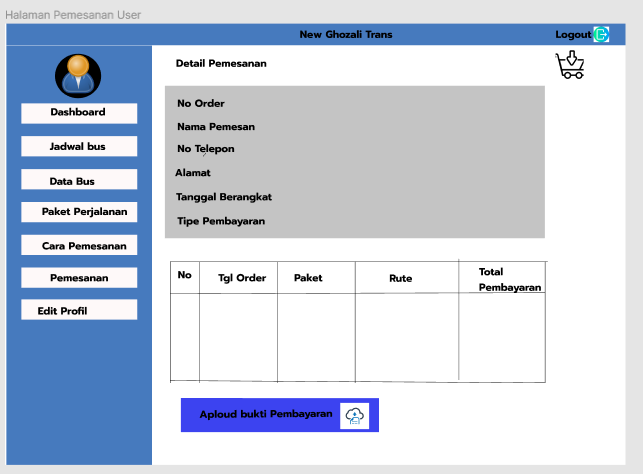 Halaman Pemesanan User
New Ghozali Trans
Logout
Dashboard
Jadwal bus
Data Bus
Paket Perjalanan
Cara Pemesanan
Pemesanan
Edit Profil
Detail Pemesanan
No Order
Nama Pemesan
No Telepon
Alamat
Tanggal Berangkat
Tipe Pembayaran
No Tgl Order Paket Rute Total
Pembayaran
Aploud bukti Pembayaran